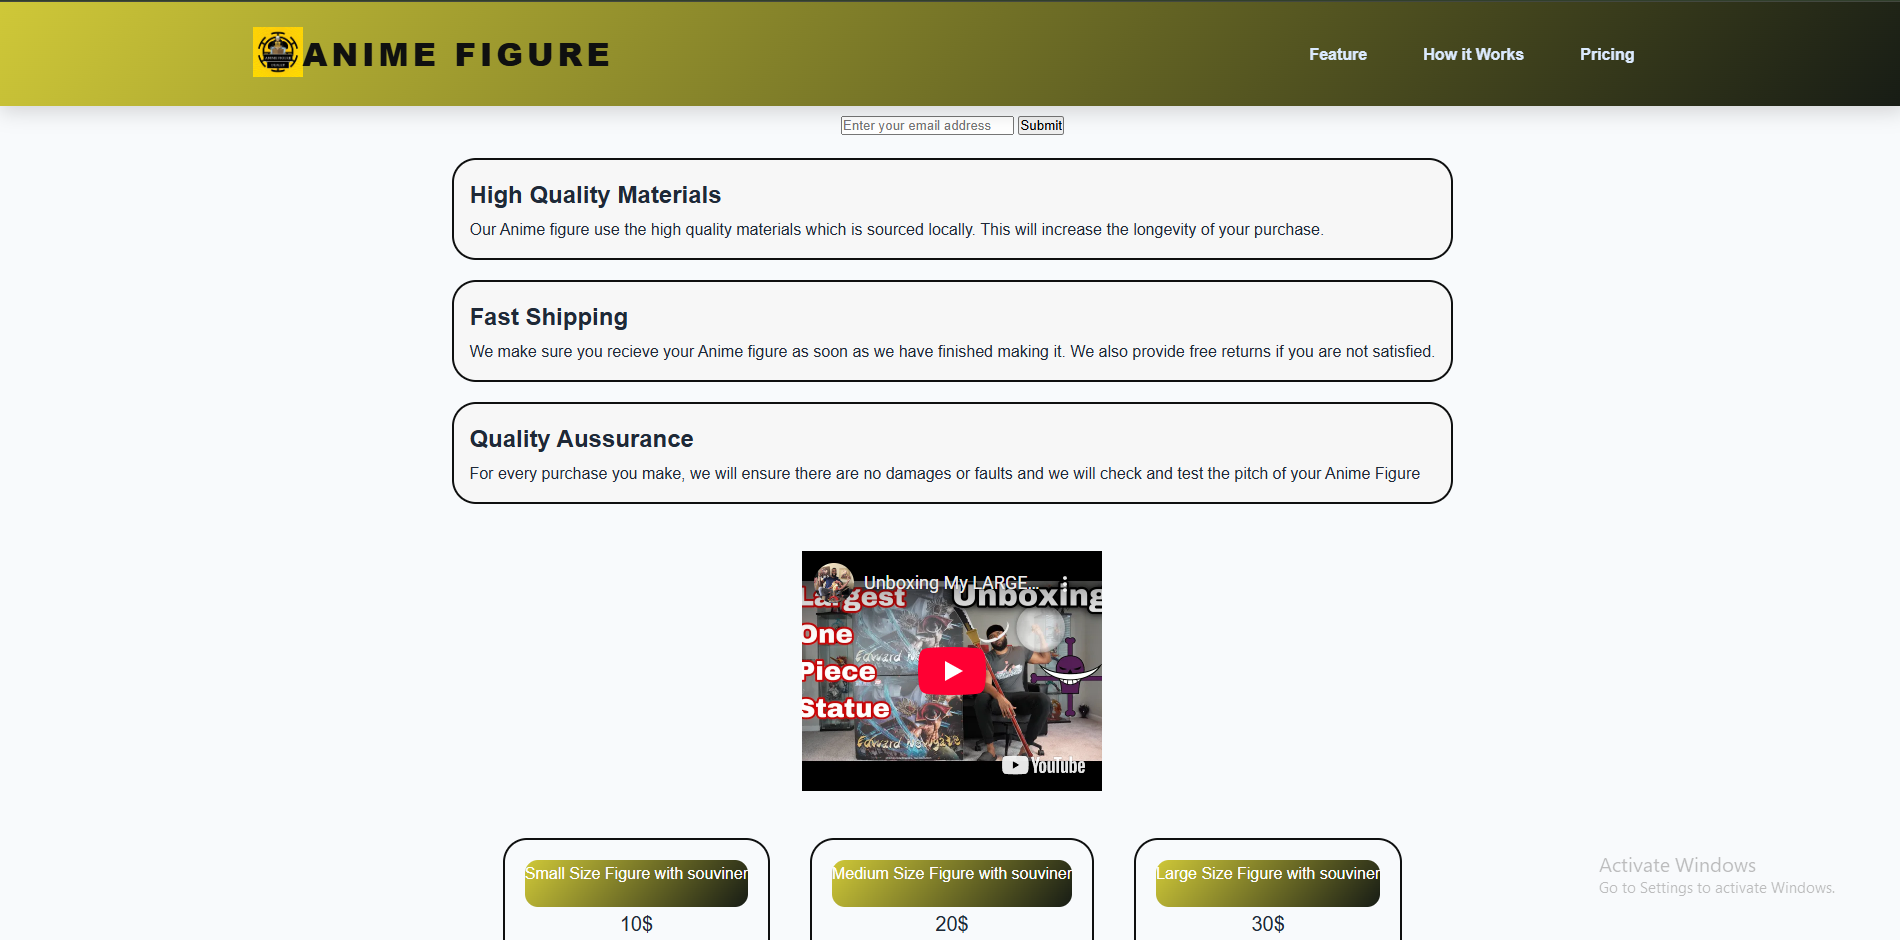 ANIME FIGURE
Feature
How it Works
Pricing
Enter your email address
Submit
High Quality Materials
Our Anime figure use the high quality materials which is sourced locally. This will increase the longevity of your purchase.
Fast Shipping
We make sure you recieve your Anime figure as soon as we have finished making it. We also provide free returns if you are not satisfied.
Quality Aussurance
For every purchase you make, we will ensure there are no damages or faults and we will check and test the pitch of your Anime Figure
Unboxing My LARGE...
Largest
One
Piece
Statue
Unboxing
Edward Newgate
Edward Newgate
YouTube
Small Size Figure with souviner
10$
Medium Size Figure with souviner
20$
Large Size Figure with souviner
30$
Activate Windows
Go to Settings to activate Windows.